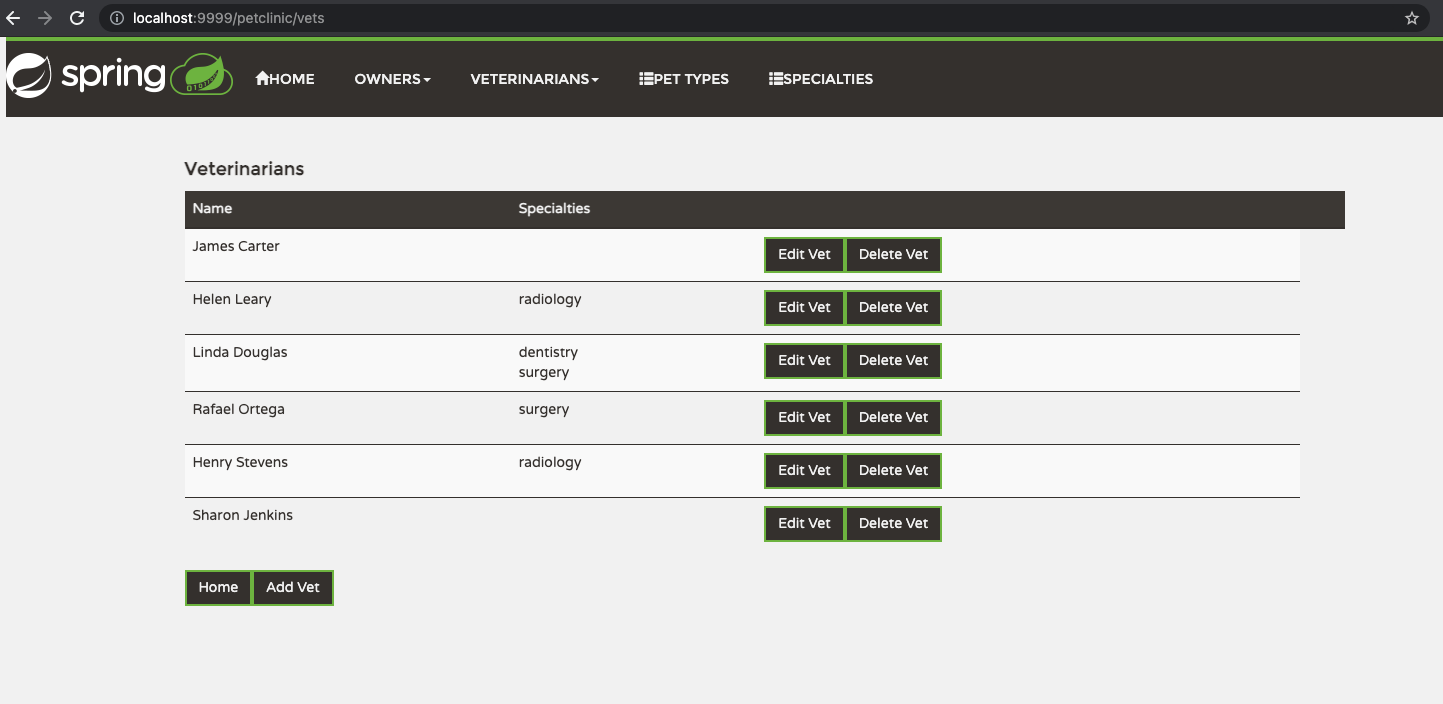 localhost:9999/petclinic/vets
spring HOME OWNERS VETERINARIANS PET TYPES SPECIALTIES
Veterinarians
Name Specialties
James Carter Edit Vet Delete Vet
Helen Leary radiology Edit Vet Delete Vet
Linda Douglas dentistry Edit Vet Delete Vet
surgery
Rafael Ortega surgery Edit Vet Delete Vet
Henry Stevens radiology Edit Vet Delete Vet
Sharon Jenkins Edit Vet Delete Vet
Home Add Vet